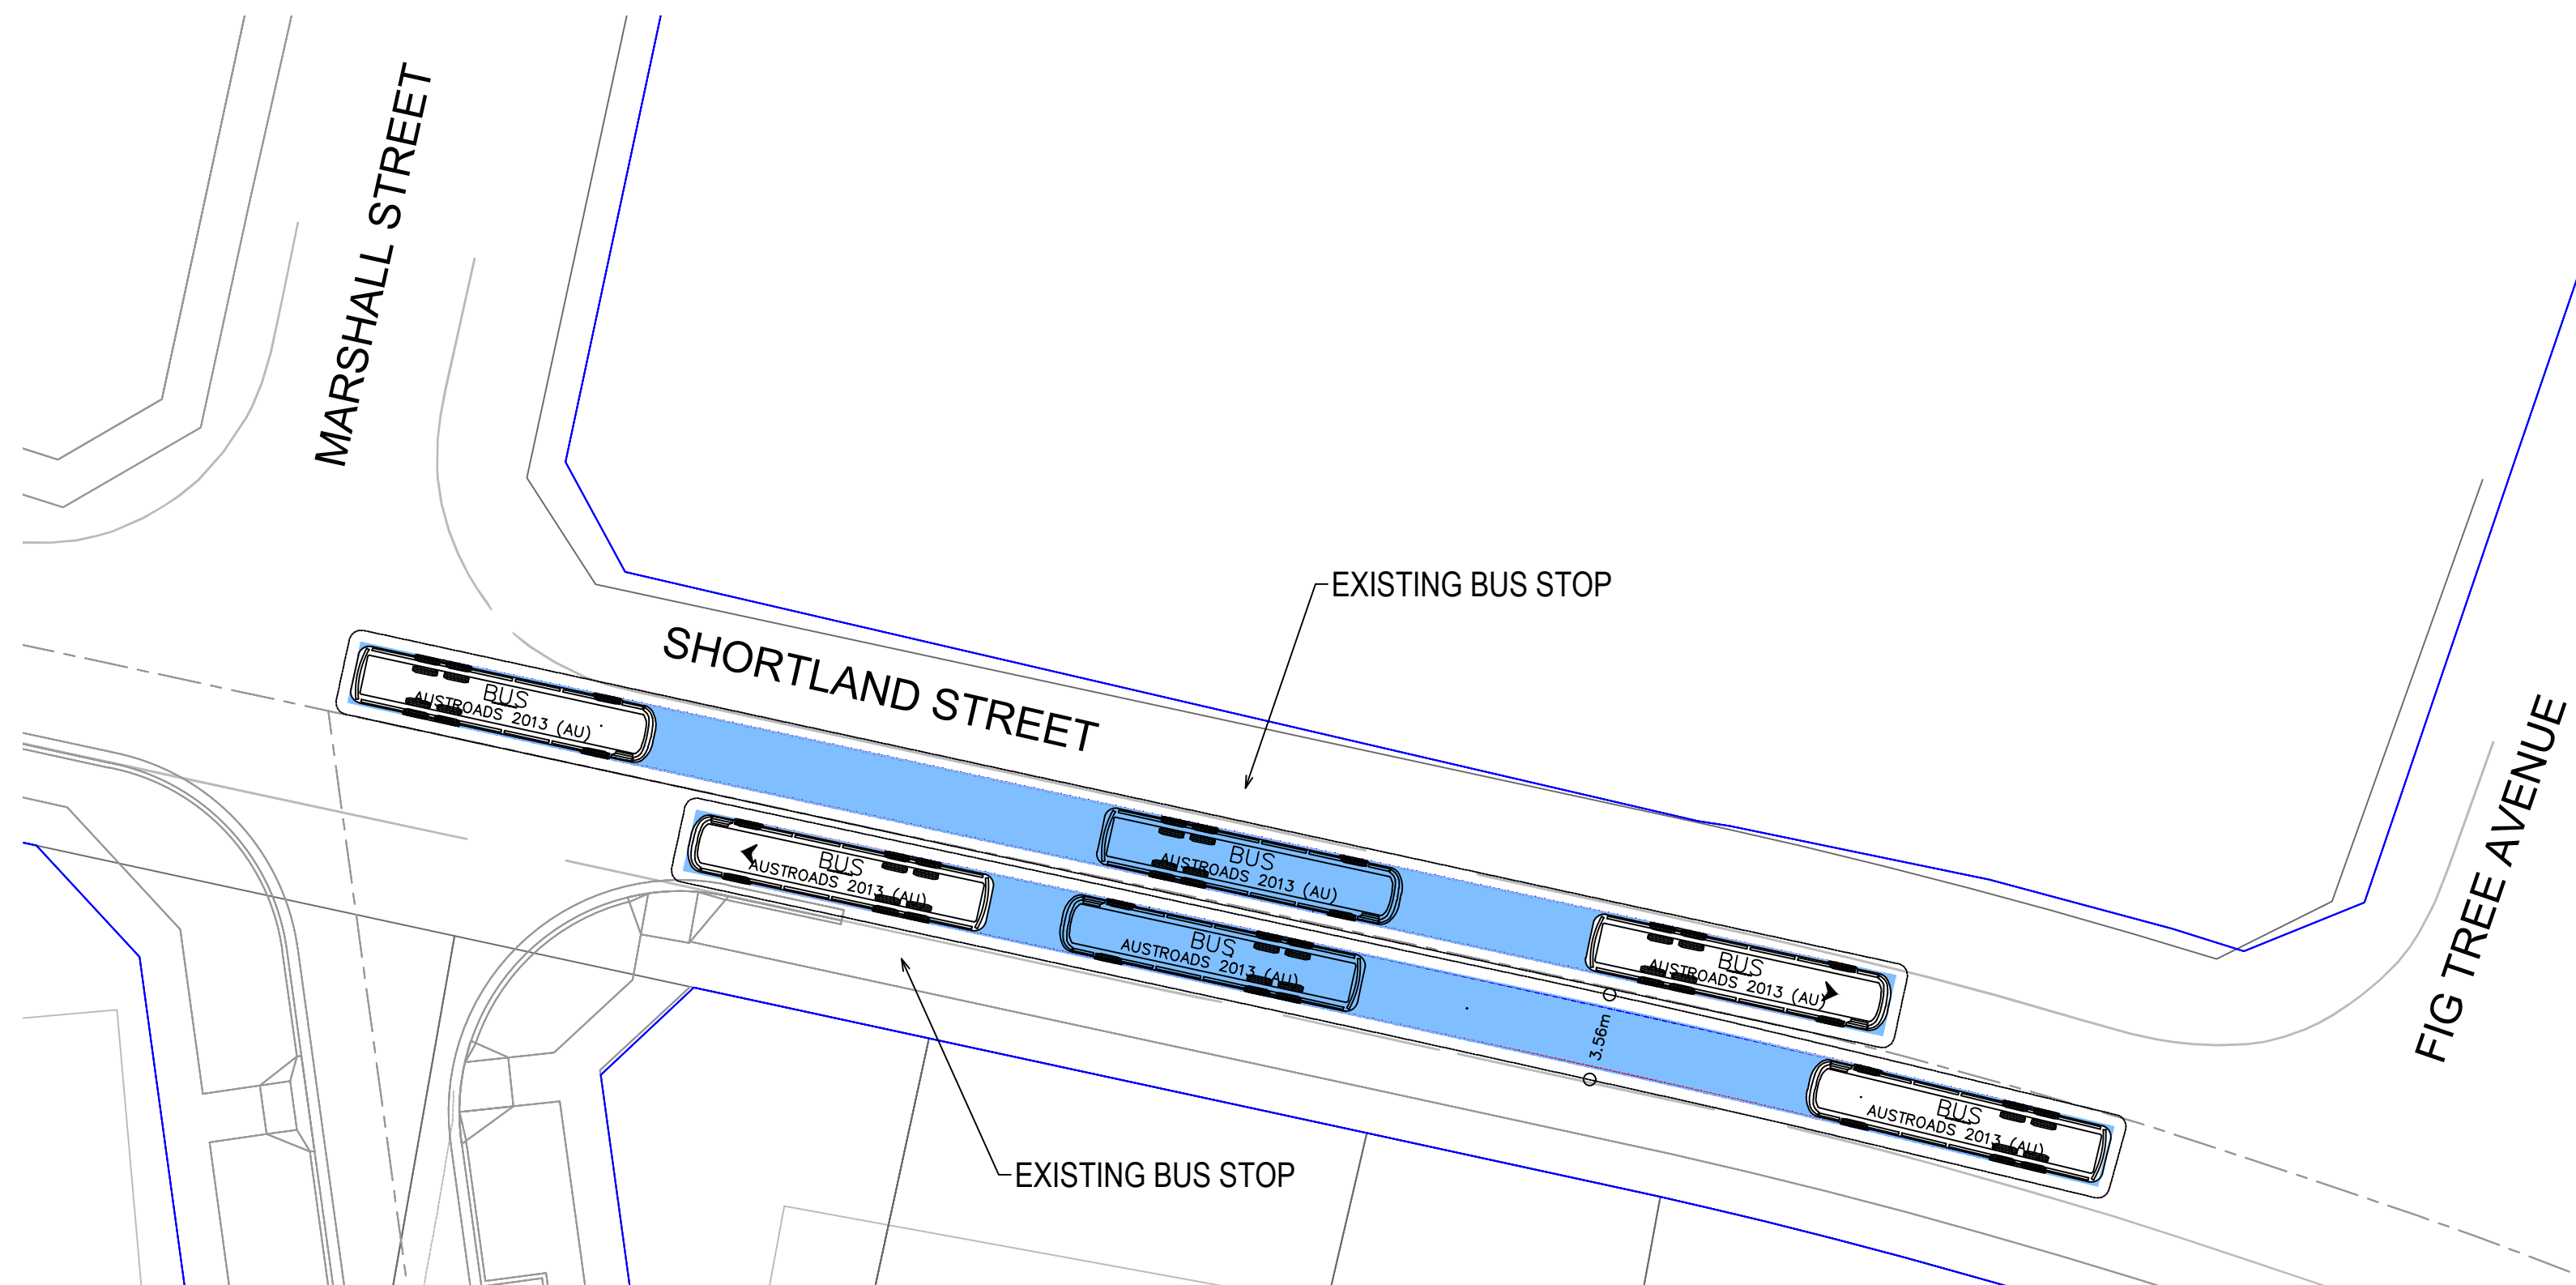 MARSHALL STREET
EXISTING BUS STOP
SHORTLAND STREET
BUS
AUSTROADS 2013 (AU)
BUS
AUSTROADS 2013 (AU)
BUS
AUSTROADS 2013 (AU)
BUS
AUSTROADS 2013 (AU)
BUS
AUSTROADS 2013 (AU)
3.56m
BUS
AUSTROADS 2013 (AU)
FIG TREE AVENUE
EXISTING BUS STOP